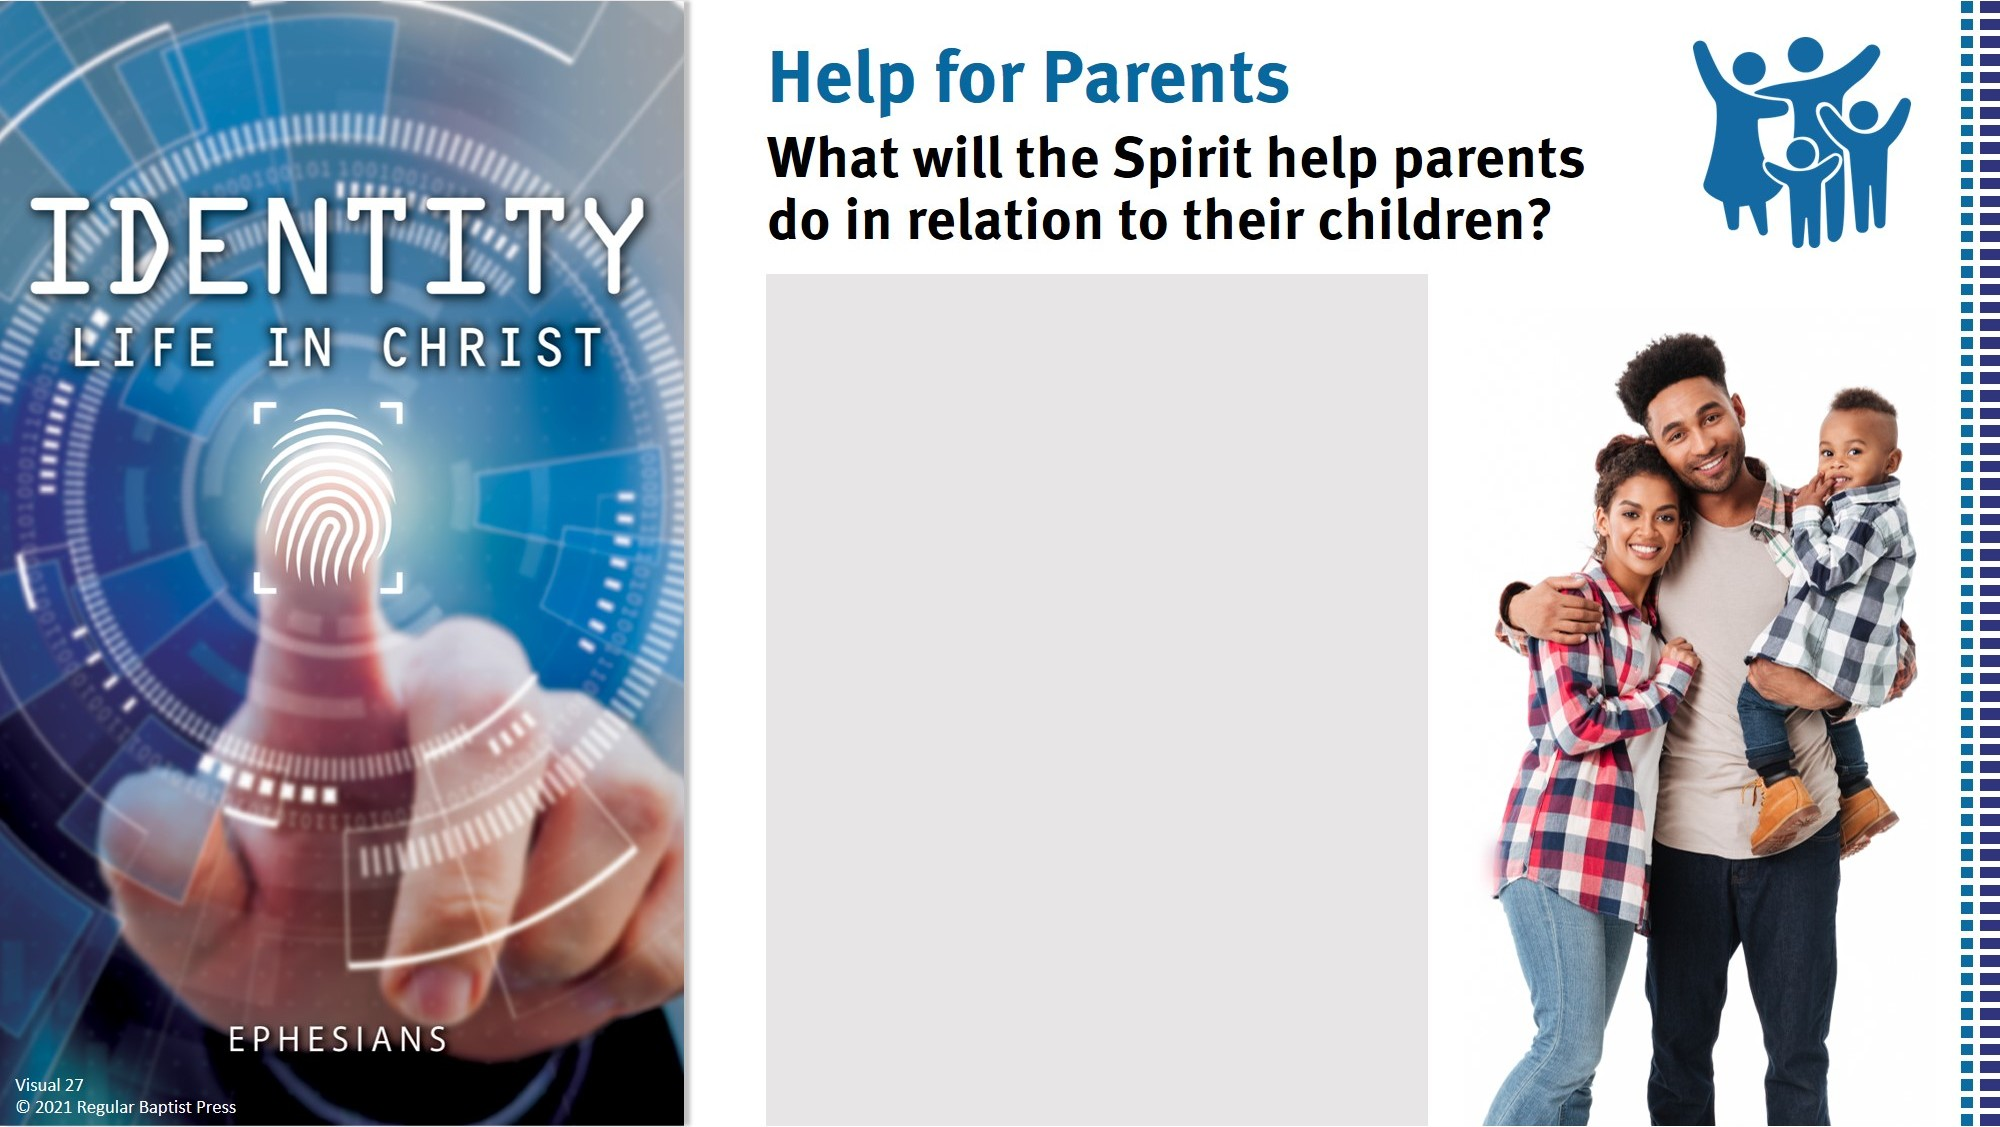 IDENTITY
LIFE IN CHRIST
EPHESIANS
Visual 27
© 2021 Regular Baptist Press
Help for Parents
What will the Spirit help parents
do in relation to their children?